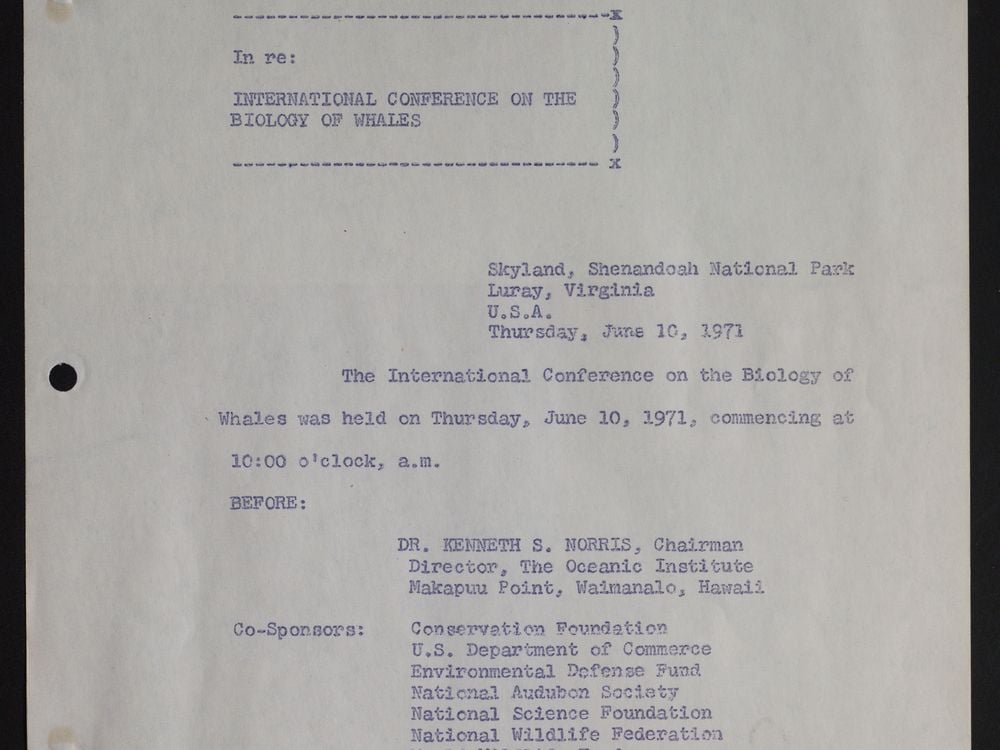 ------------------------------------X
In re:
INTERNATIONAL CONFERENCE ON THE
BIOLOGY OF WHALES
------------------------------------ X
Skyland, Shenandoah National Park
Luray, Virginia
U.S.A.
Thursday, June 10, 1971
The International Conference on the Biology of
Whales was held on Thursday, June 10, 1971, commencing at
10:00 o'clock, a.m.
BEFORE:
DR. KENNETH S. NORRIS, Chairman
Director, The Oceanic Institute
Makapuu Point, Waimanalo, Hawaii
Co-Sponsors: Conservation Foundation
U.S. Department of Commerce
Environmental Defense Fund
National Audubon Society
National Science Foundation
National Wildlife Federation